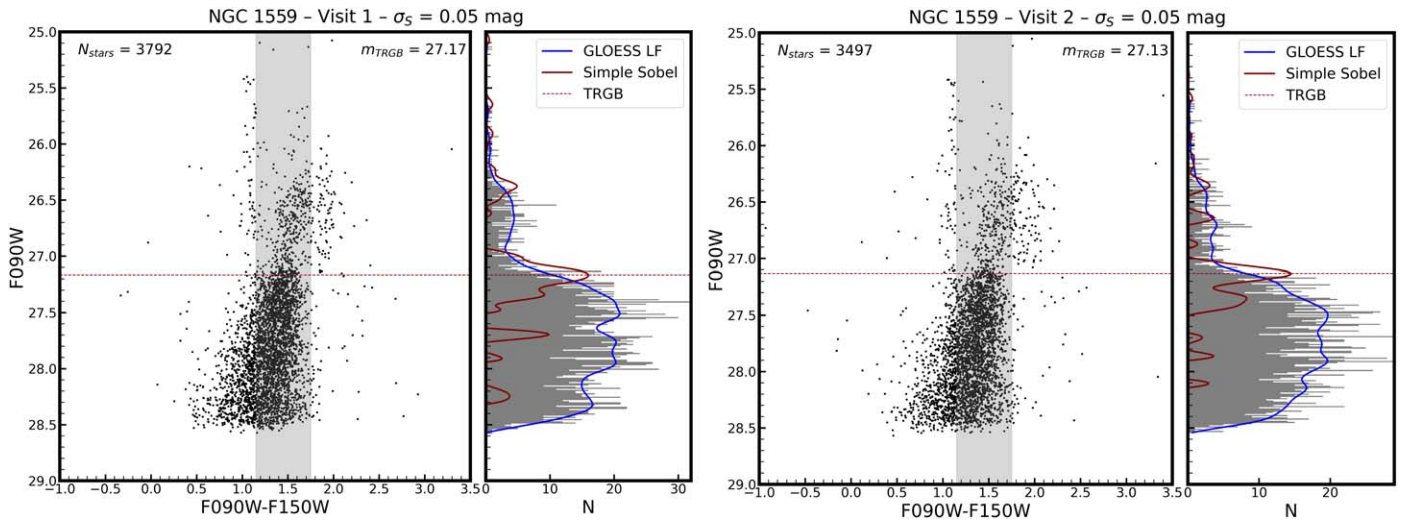 NGC 1559 – Visit 1 – σS = 0.05 mag
Nstars = 3792
mTRGB = 27.17
GLOESS LF
Simple Sobel
TRGB
25.0
25.5
26.0
26.5
27.0
27.5
28.0
28.5
29.0
F090W
-1.0 -0.5 0.0 0.5 1.0 1.5 2.0 2.5 3.0 3.5
F090W-F150W
0 10 20 30
N
NGC 1559 – Visit 2 – σS = 0.05 mag
Nstars = 3497
mTRGB = 27.13
GLOESS LF
Simple Sobel
TRGB
25.0
25.5
26.0
26.5
27.0
27.5
28.0
28.5
29.0
F090W
-1.0 -0.5 0.0 0.5 1.0 1.5 2.0 2.5 3.0 3.5
F090W-F150W
0 10 20
N